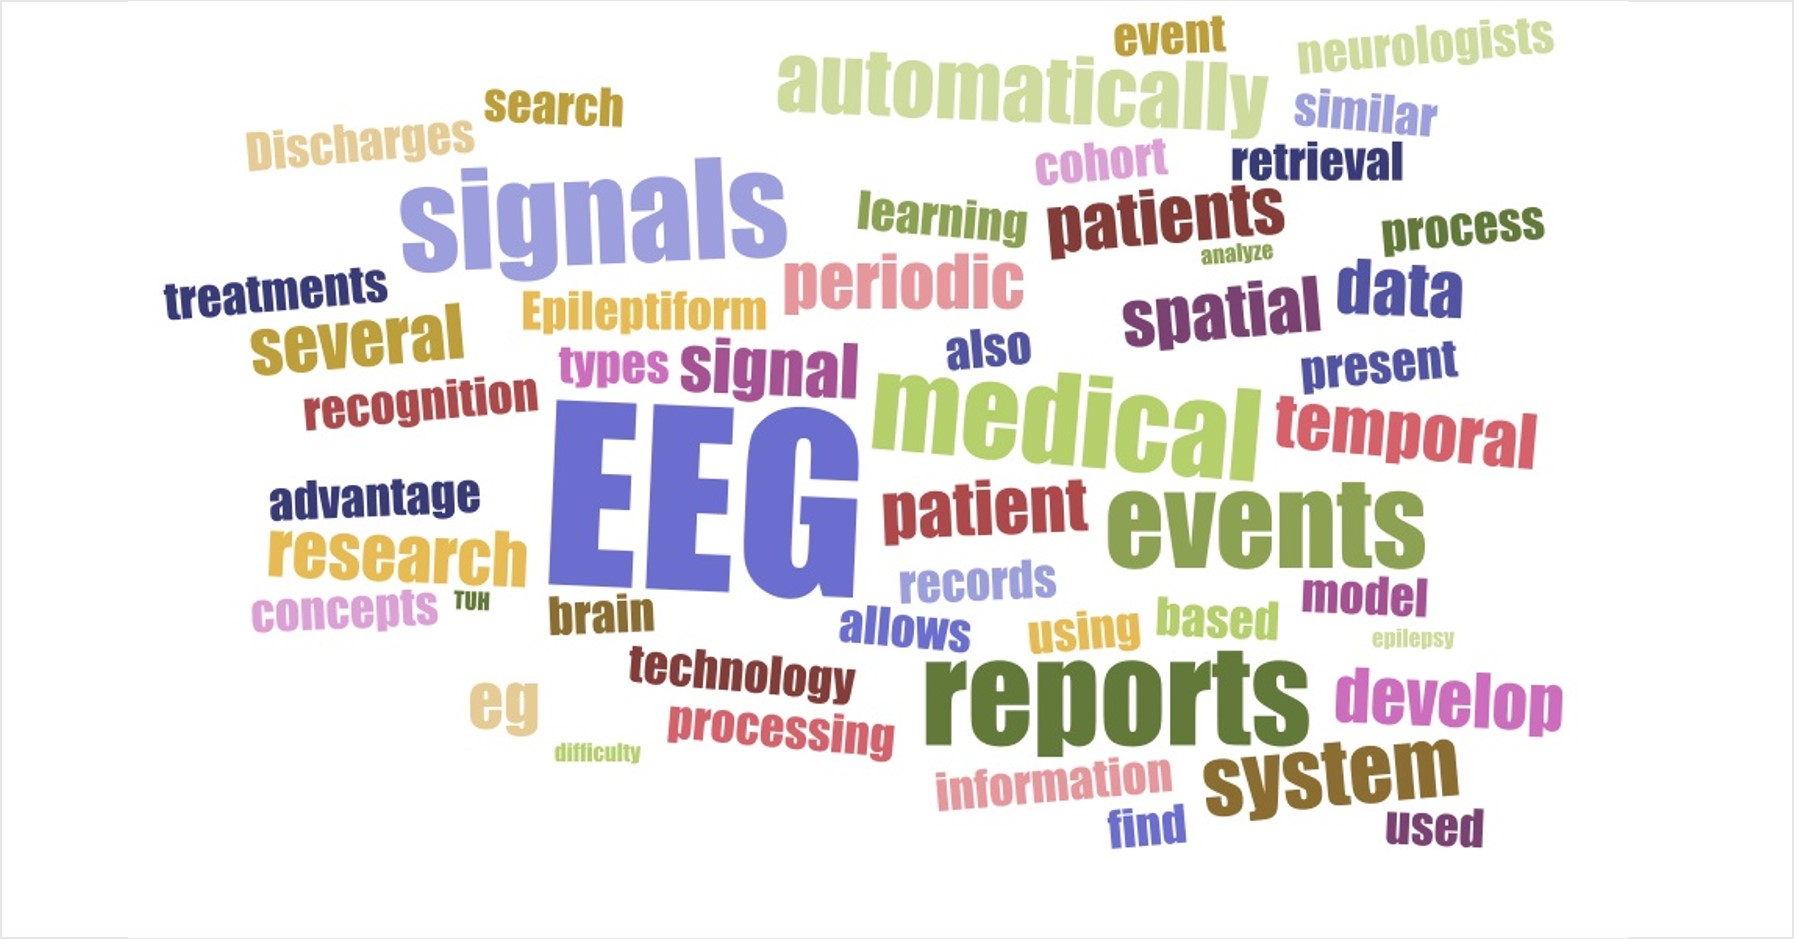 event
neurologists
automatically
search
similar
Discharges
cohort
retrieval
signals
learning
patients
process
analyze
treatments
periodic
data
Epileptiform
spatial
several
also
types
signal
present
recognition
medical
temporal
EEG
advantage
patient
events
research
records
model
concepts
TUH
brain
allows
using
based
epilepsy
technology
reports
eg
develop
processing
difficulty
information
system
find
used